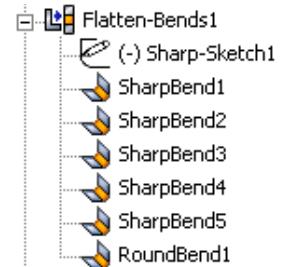 Flatten-Bends1
(-) Sharp-Sketch1
SharpBend1
SharpBend2
SharpBend3
SharpBend4
SharpBend5
RoundBend1